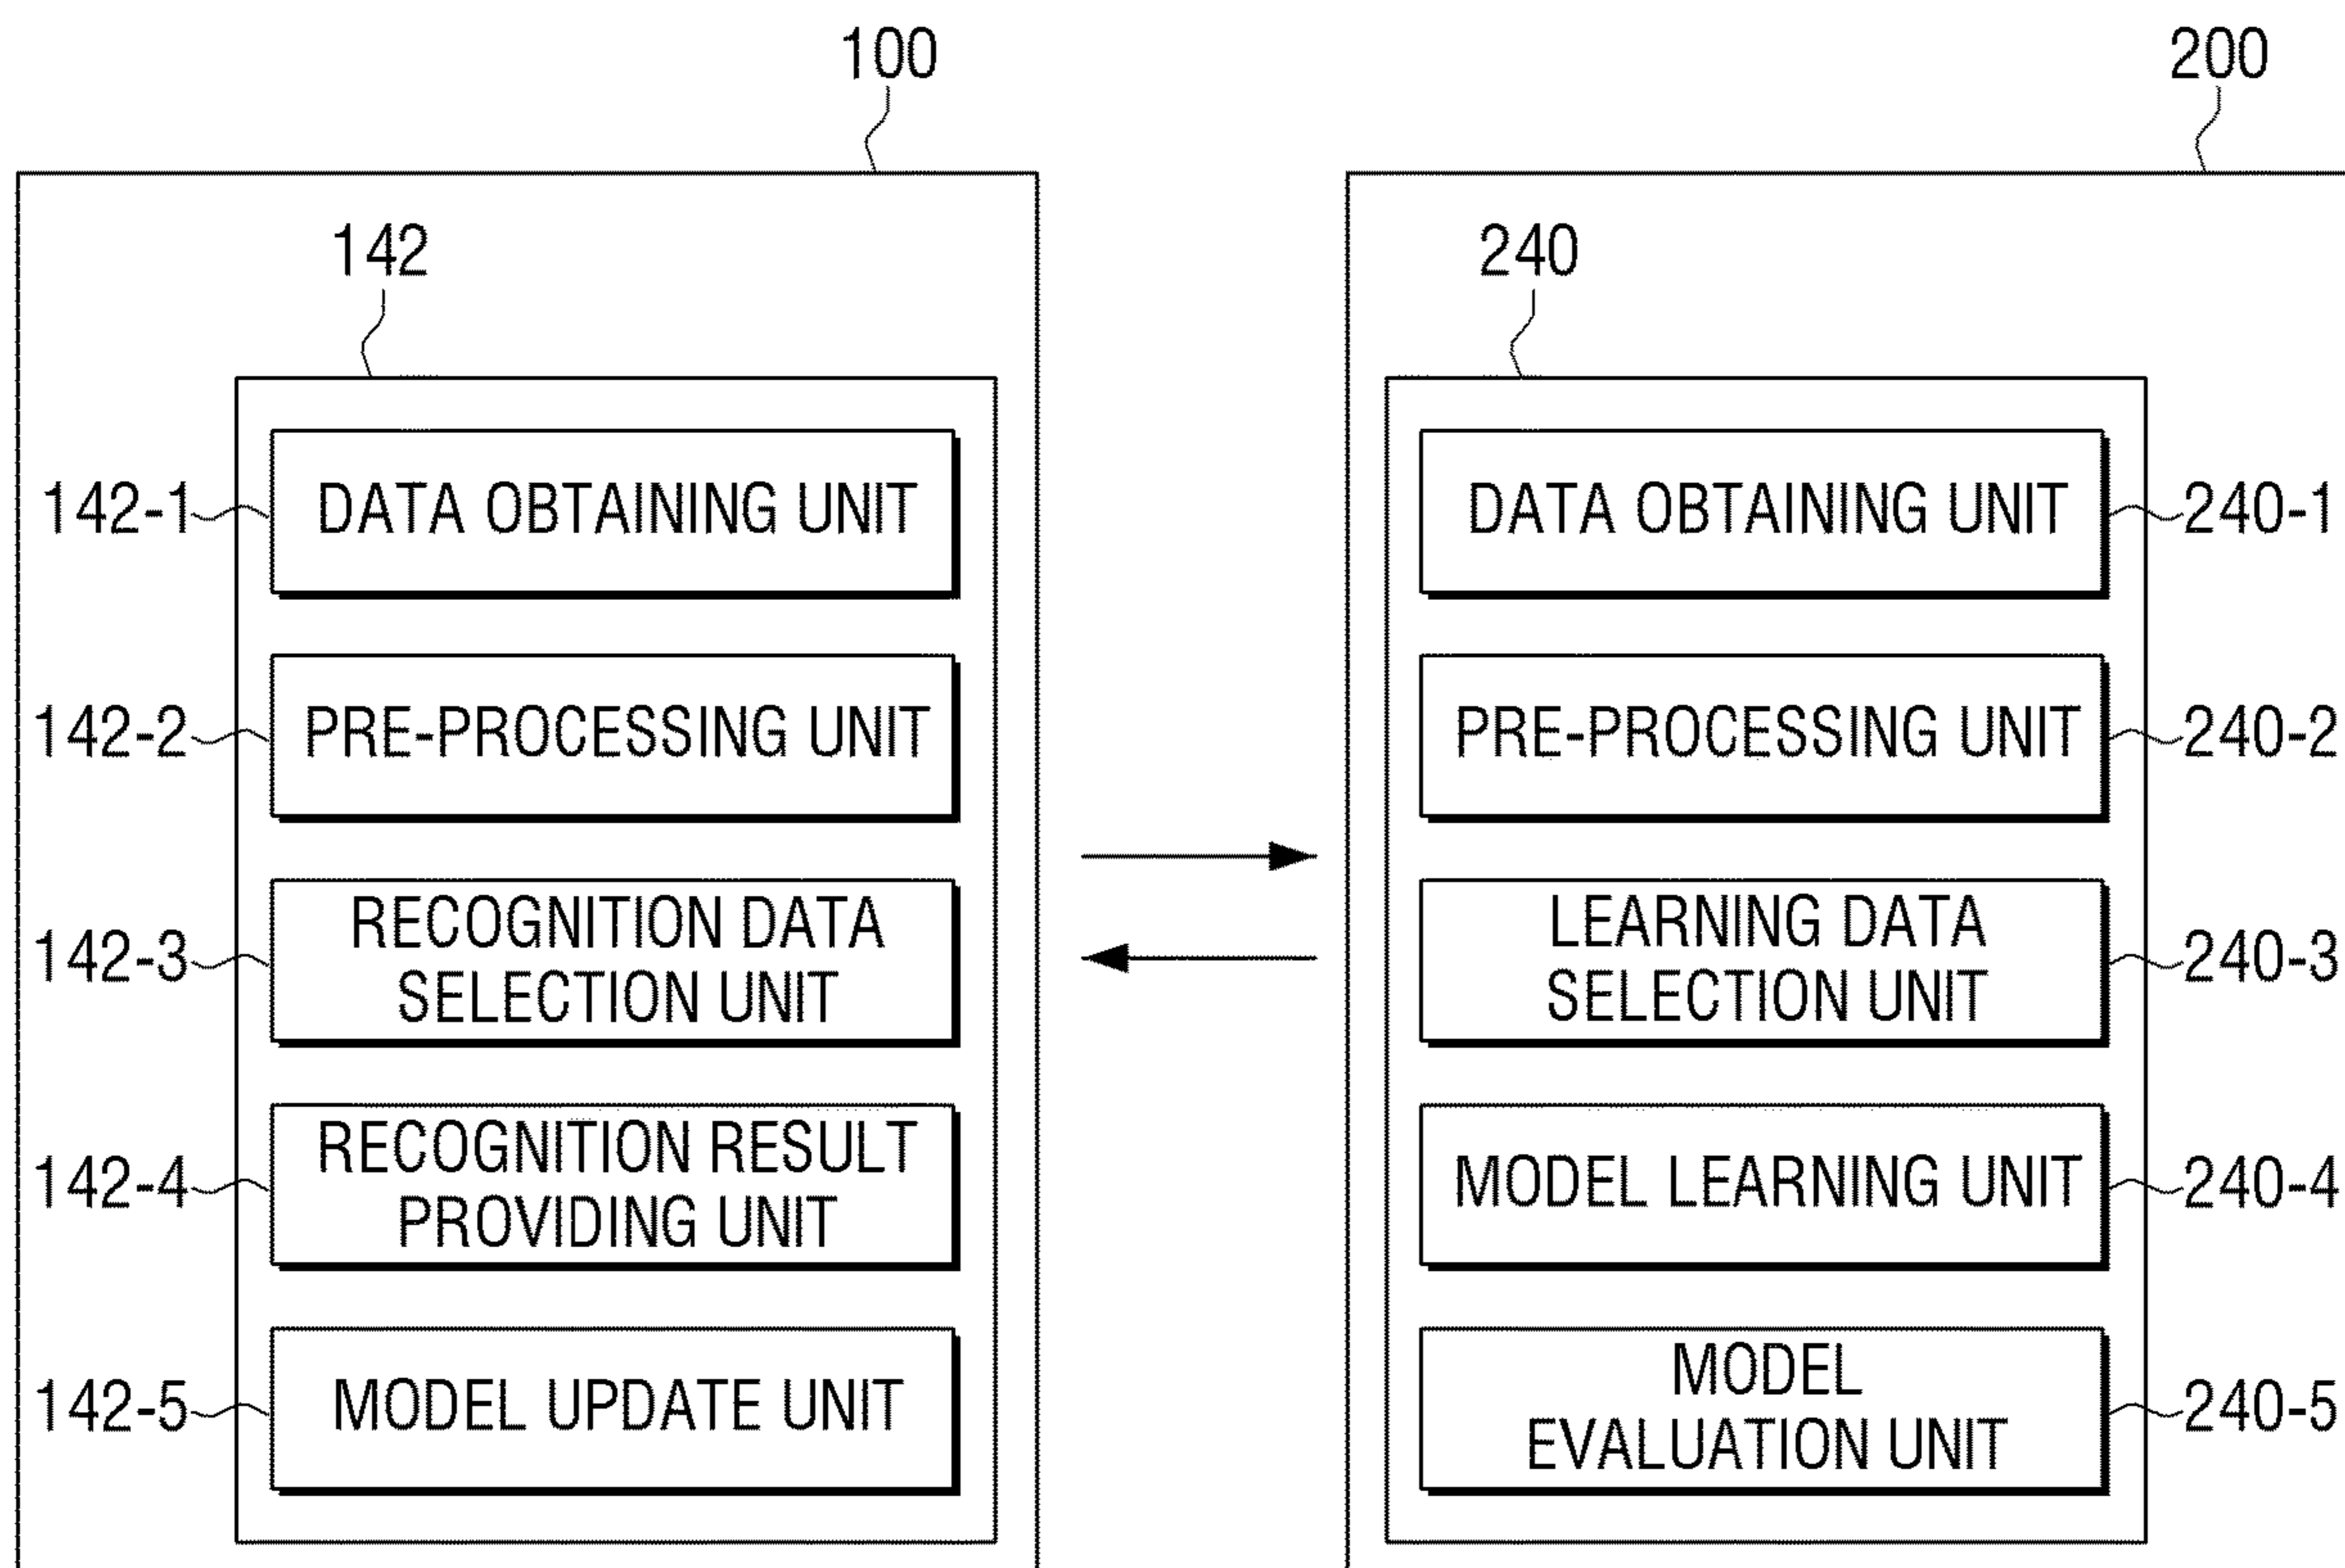 100
200
142
240
142-1
DATA OBTAINING UNIT
142-2
PRE-PROCESSING UNIT
142-3
RECOGNITION DATA
SELECTION UNIT
142-4
RECOGNITION RESULT
PROVIDING UNIT
142-5
MODEL UPDATE UNIT
DATA OBTAINING UNIT
240-1
PRE-PROCESSING UNIT
240-2
LEARNING DATA
SELECTION UNIT
240-3
MODEL LEARNING UNIT
240-4
MODEL
EVALUATION UNIT
240-5